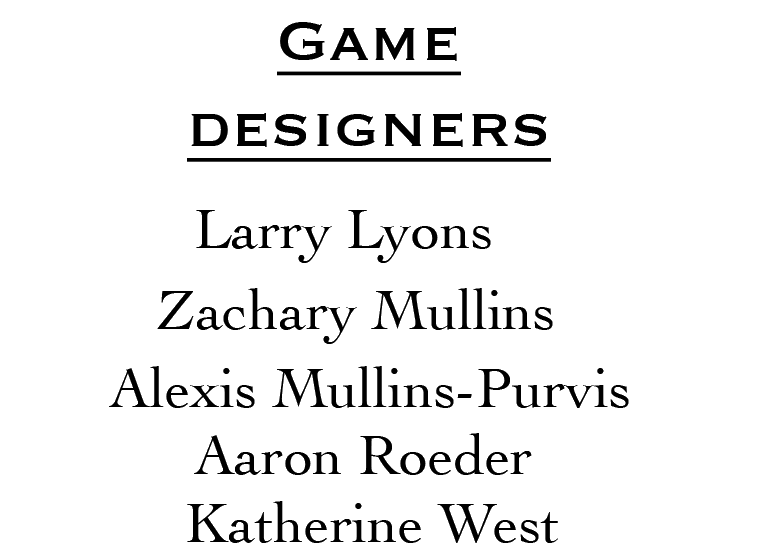 GAME
DESIGNERS
Larry Lyons
Zachary Mullins
Alexis Mullins-Purvis
Aaron Roeder
Katherine West